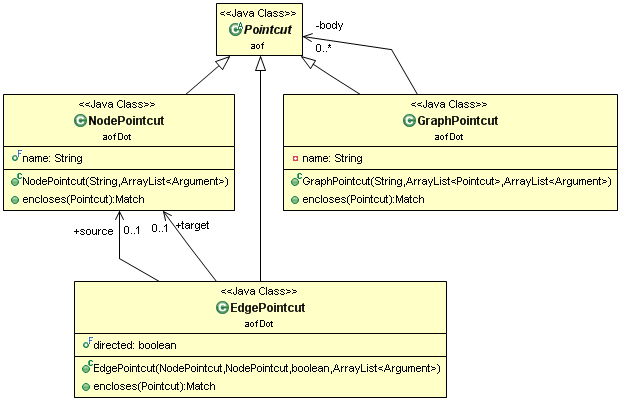 <<Java Class>>
Pointcut
aof
-body
0..*
<<Java Class>>
NodePointcut
aofDot
name: String
NodePointcut(String,ArrayList<Argument>)
encloses(Pointcut):Match
<<Java Class>>
GraphPointcut
aofDot
name: String
GraphPointcut(String,ArrayList<Pointcut>,ArrayList<Argument>)
encloses(Pointcut):Match
+source
0..1
0..1
+target
<<Java Class>>
EdgePointcut
aofDot
directed: boolean
EdgePointcut(NodePointcut,NodePointcut,boolean,ArrayList<Argument>)
encloses(Pointcut):Match